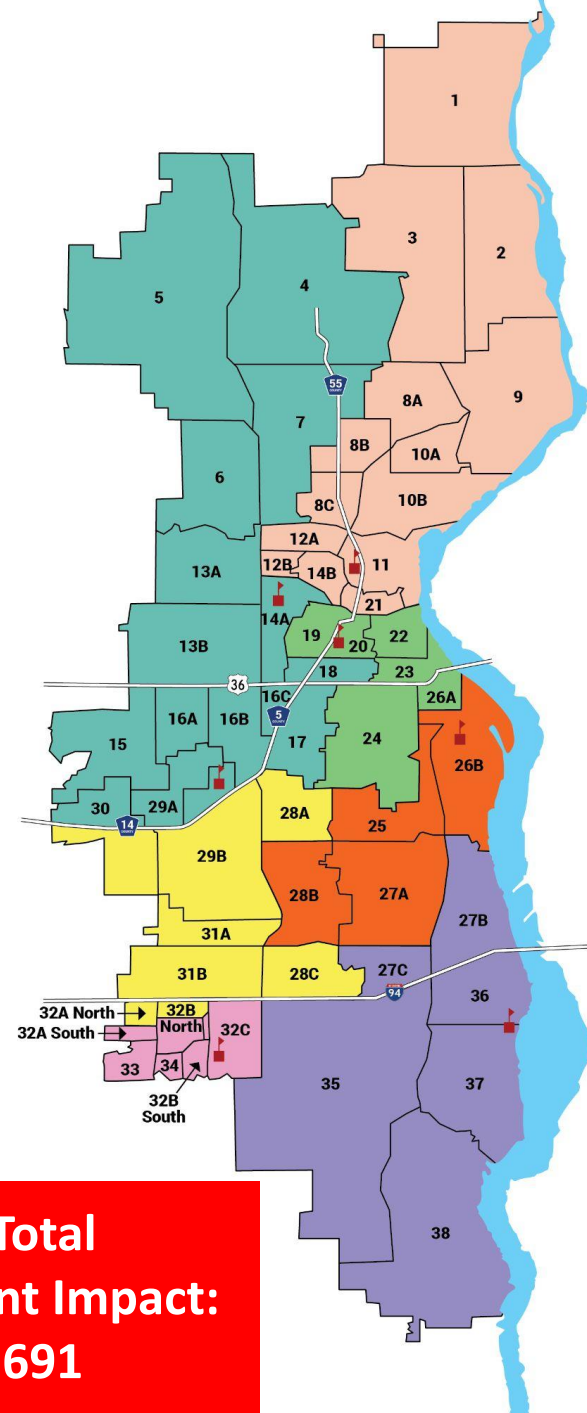 1
3
2
4
5
55
9
8A
7
8B
10A
6
10B
8C
12A
11
12B
14B
13A
21
14A
19
22
20
13B
18
23
36
16C
26A
16A
16B
5
15
17
24
26B
30
29A
28A
14
25
29B
28B
27A
27B
31A
31B
28C
27C
94
36
32A North
32B
North
32A South
32C
33
34
35
37
32B
South
38
Total
nt Impact:
691